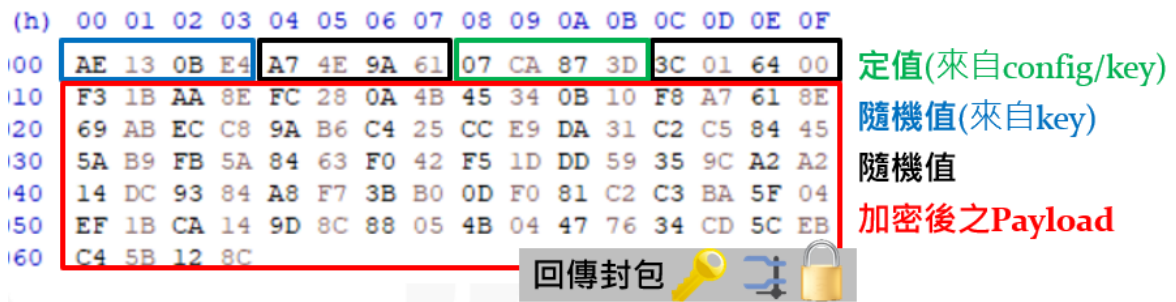 (h) 00 01 02 03 04 05 06 07 08 09 0A 0B 0C 0D 0E 0F
000 AE 13 0B E4 A7 4E 9A 61 07 CA 87 3D 3C 01 64 00
010 F3 1B AA 8E FC 28 0A 4B 45 34 0B 10 F8 A7 61 8E
020 69 AB EC C8 9A B6 C4 25 CC E9 DA 31 C2 C5 84 45
030 5A B9 FB 5A 84 63 F0 42 F5 1D DD 59 35 9C A2 A2
040 14 DC 93 84 A8 F7 3B B0 0D F0 81 C2 C3 BA 5F 04
050 EF 1B CA 14 9D 8C 88 05 4B 04 47 76 34 CD 5C EB
060 C4 5B 12 8C
定值(來自config/key)
隨機值(來自key)
隨機值
加密後之Payload
回傳封包